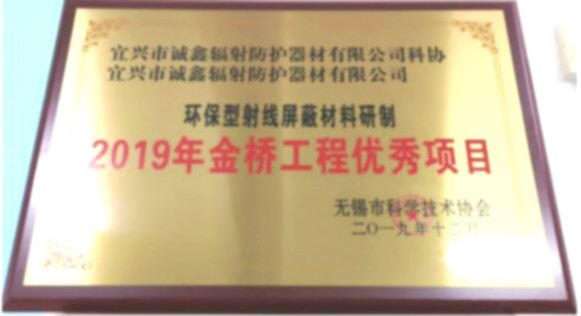 宜兴市诚鑫辐射防护器材有限公司科协
宜兴市诚鑫辐射防护器材有限公司
环保型射线屏蔽材料研制
2019年金桥工程优秀项目
无锡市科学技术协会
二〇一九年十二月